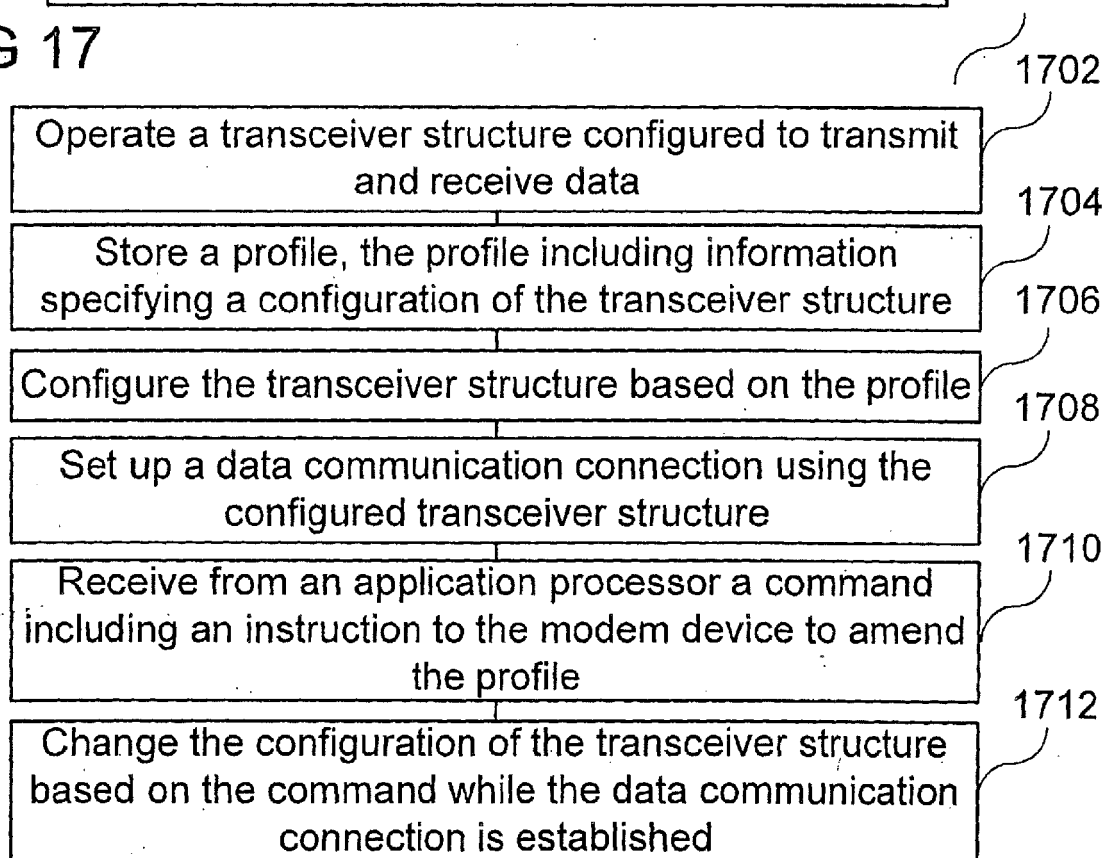 G 17
1702
Operate a transceiver structure configured to transmit
and receive data
1704
Store a profile, the profile including information
specifying a configuration of the transceiver structure
1706
Configure the transceiver structure based on the profile
1708
Set up a data communication connection using the
configured transceiver structure
1710
Receive from an application processor a command
including an instruction to the modem device to amend
the profile
1712
Change the configuration of the transceiver structure
based on the command while the data communication
connection is established